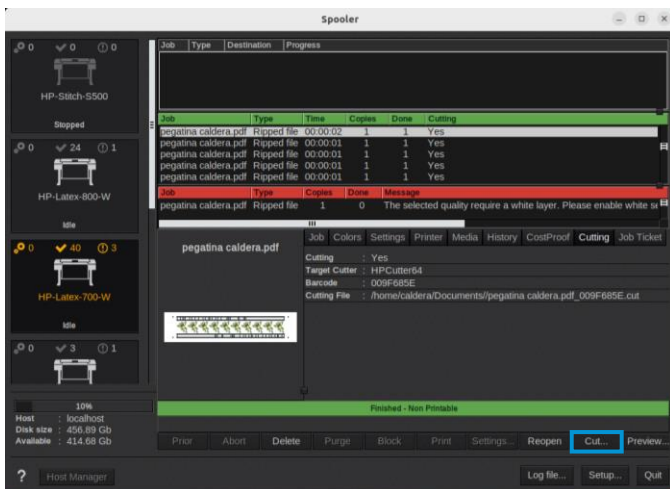 Spooler
0 0 0
HP-Stitch-S500
Stopped
0 24 1
HP-Latex-800-W
Idle
0 40 3
HP-Latex-700-W
Idle
0 3 1
10%
Host : localhost
Disk size : 456.89 Gb
Available : 414.68 Gb
? Host Manager
Job Type Destination Progress
Job Type Time Copies Done Cutting
pegatina caldera.pdf Ripped file 00:00:02 1 1 Yes
pegatina caldera.pdf Ripped file 00:00:01 1 1 Yes
pegatina caldera.pdf Ripped file 00:00:01 1 1 Yes
pegatina caldera.pdf Ripped file 00:00:01 1 1 Yes
pegatina caldera.pdf Ripped file 00:00:01 1 1 Yes
Job Type Copies Done Message
pegatina caldera.pdf Ripped file 1 0 The selected quality require a white layer. Please enable white se
pegatina caldera.pdf
Job Colors Settings Printer Media History CostProof Cutting Job Ticket
Cutting : Yes
Target Cutter : HPCutter64
Barcode : 009F685E
Cutting File : /home/caldera/Documents//pegatina caldera.pdf_009F685E.cut
Finished - Non Printable
Prior Abort Delete Purge Block Print Settings... Reopen Cut... Preview...
Log file... Setup... Quit